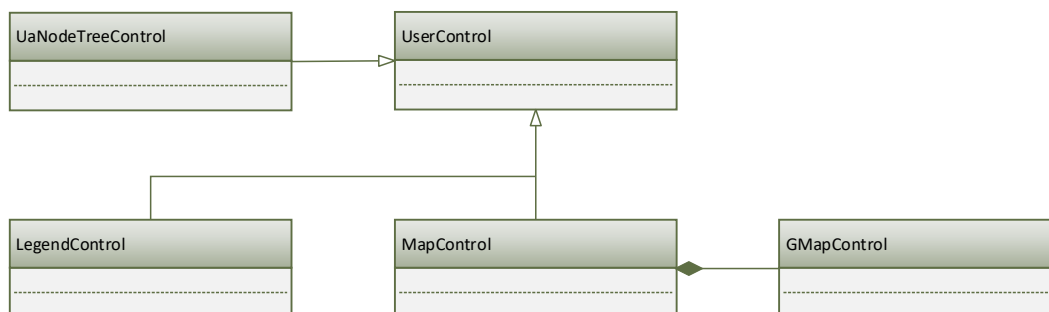 UaNodeTreeControl
UserControl
LegendControl
MapControl
GMapControl